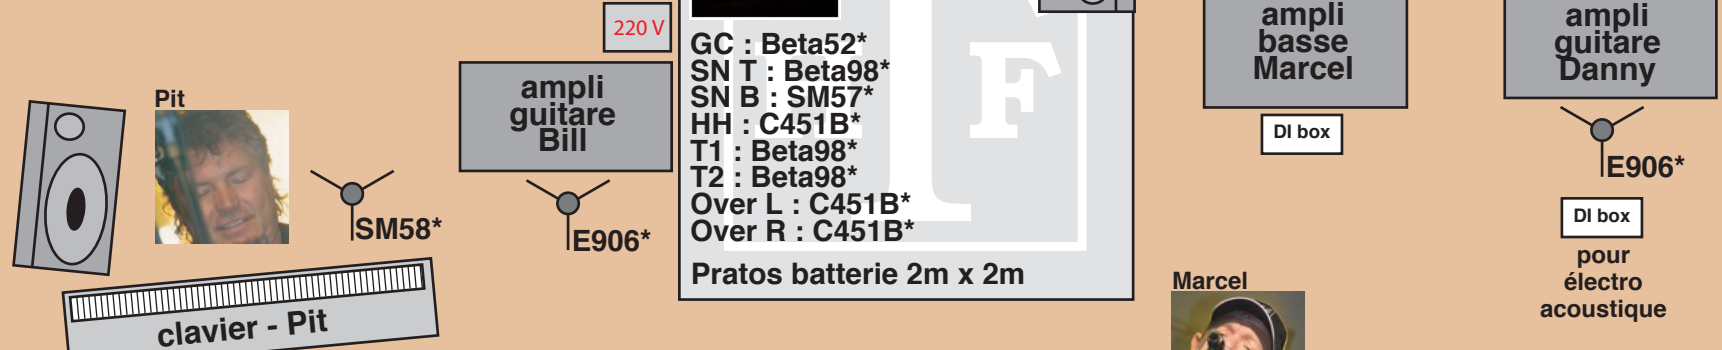 220 V
Pit
SM58*
clavier - Pit
ampli
guitare
Bill
E906*
GC : Beta52*
SN T : Beta98*
SN B : SM57*
HH : C451B*
T1 : Beta98*
T2 : Beta98*
Over L : C451B*
Over R : C451B*
Pratos batterie 2m x 2m
F
ampli
basse
Marcel
DI box
Marcel
ampli
guitare
Danny
E906*
DI box
pour
électro
acoustique